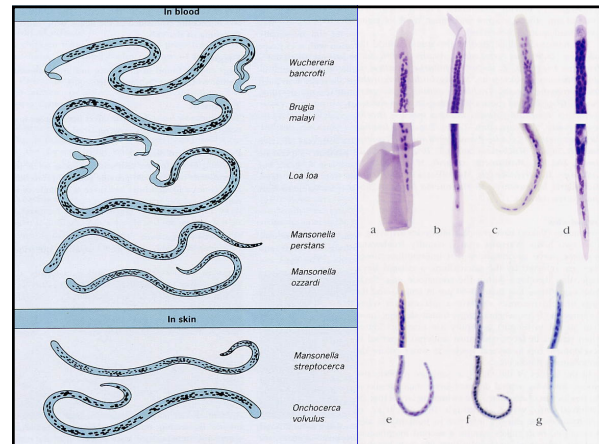 In blood
Wuchereria
bancrofti
Brugia
malayi
Loa loa
Mansonella
perstans
Mansonella
ozzardi
In skin
Mansonella
streptocerca
Onchocerca
volvulus
a b c d
e f g